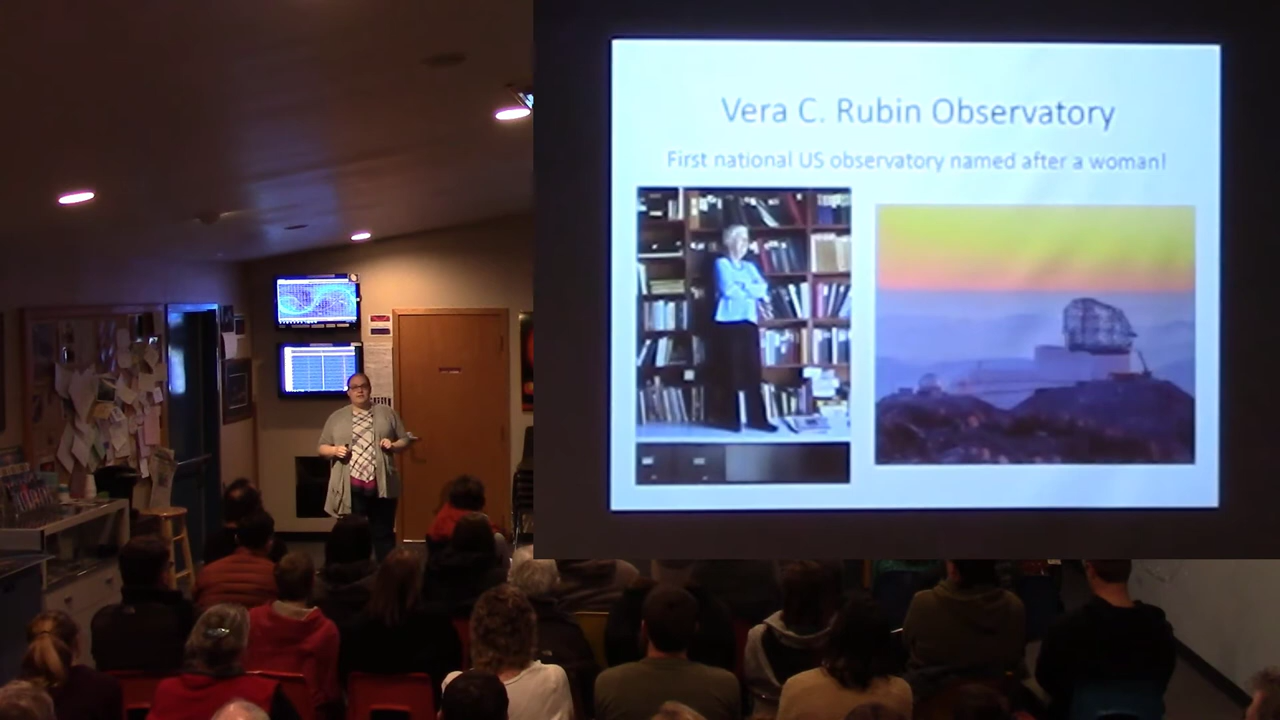 Vera C. Rubin Observatory
First national US observatory named after a woman!